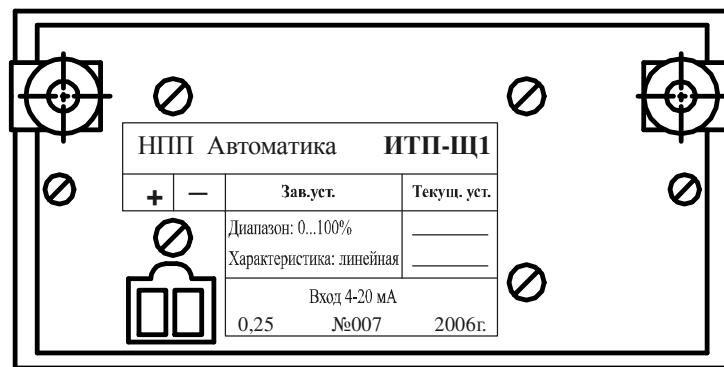 НПП Автоматика ИТП-Щ1
+ — Зав.уст. Текущ. уст.
Диапазон: 0...100%
Характеристика: линейная
Вход 4-20 мА
0,25 №007 2006г.